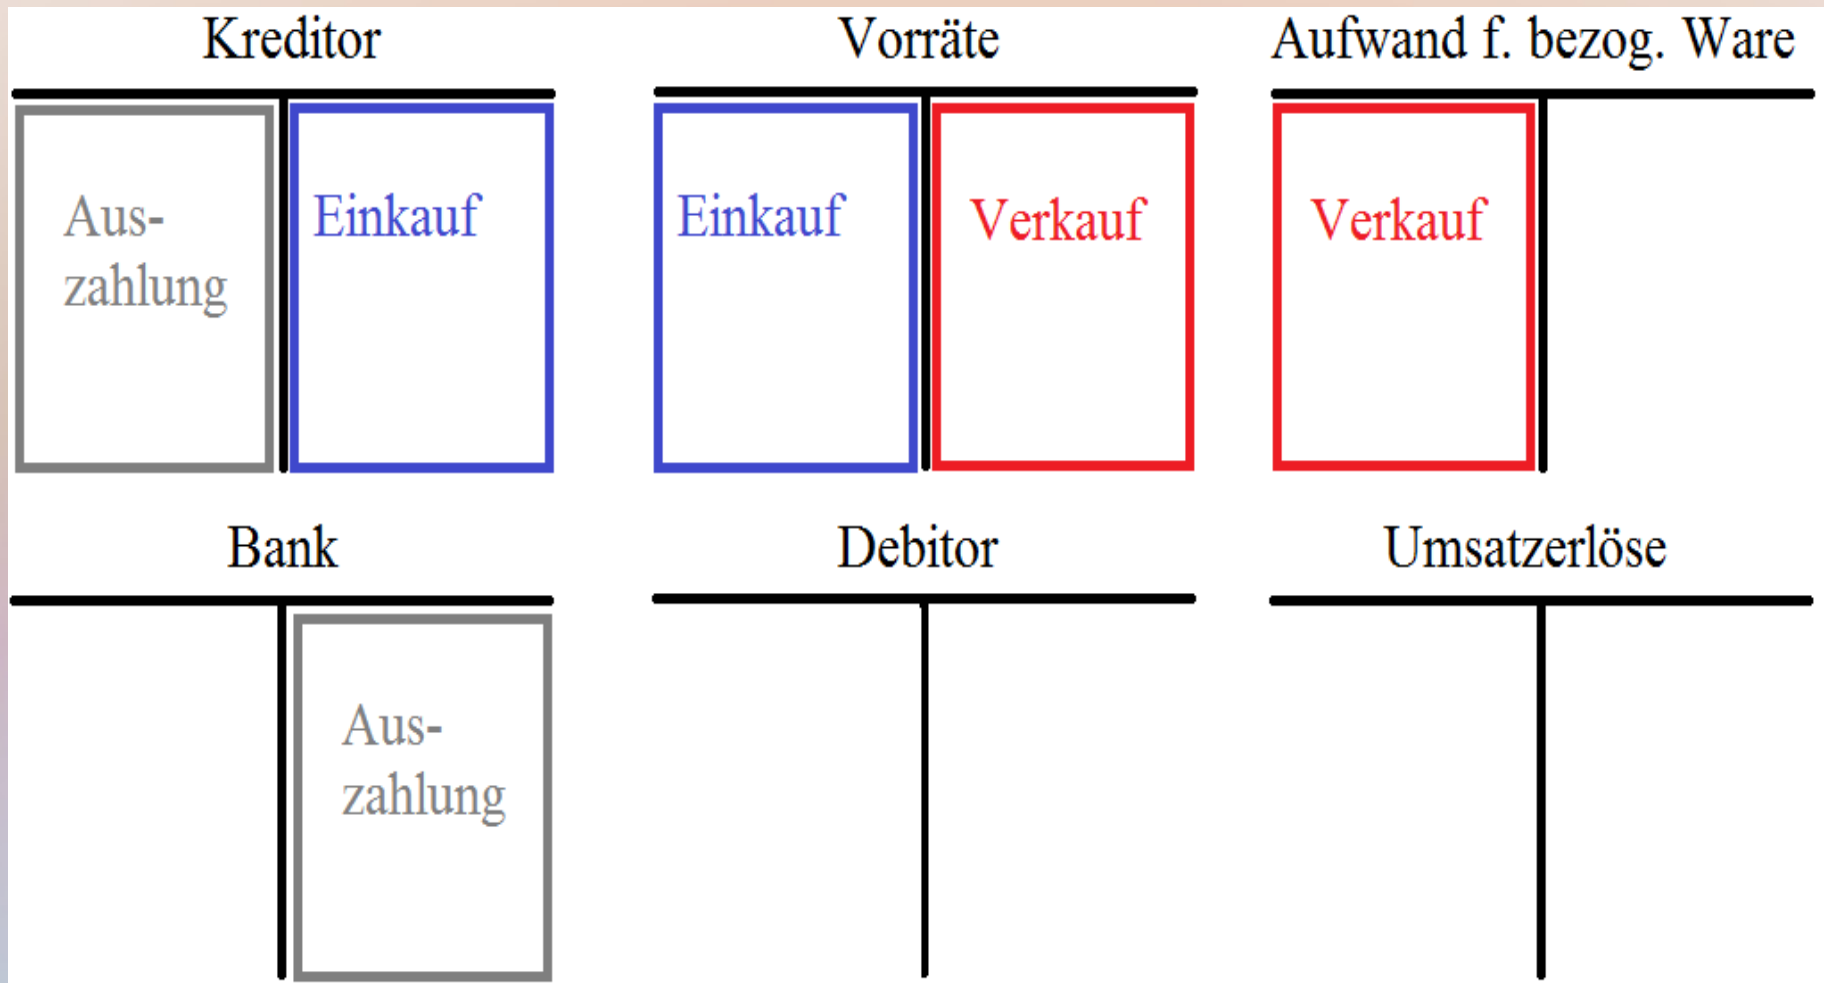 Kreditor
Vorräte
Aufwand f. bezog. Ware
Aus-
zahlung
Einkauf
Einkauf
Verkauf
Verkauf
Bank
Debitor
Umsatzerlöse
Aus-
zahlung